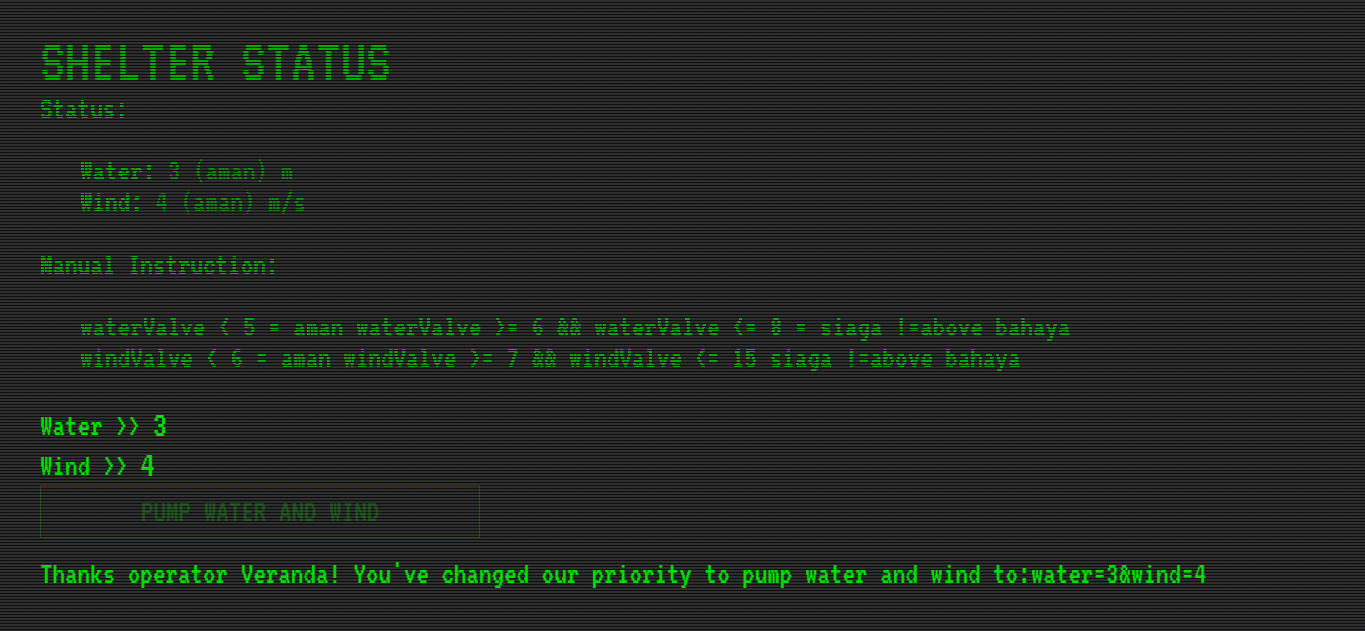 SHELTER STATUS
Status:
Water: 3 (aman) m
Wind: 4 (aman) m/s
Manual Instruction:
waterValve < 5 = aman waterValve >= 6 && waterValve <= 8 = siaga !=above bahaya
windValve < 6 = aman windValve >= 7 && windValve <= 15 siaga !=above bahaya
Water >> 3
Wind >> 4
PUMP WATER AND WIND
Thanks operator Veranda! You've changed our priority to pump water and wind to:water=3&wind=4